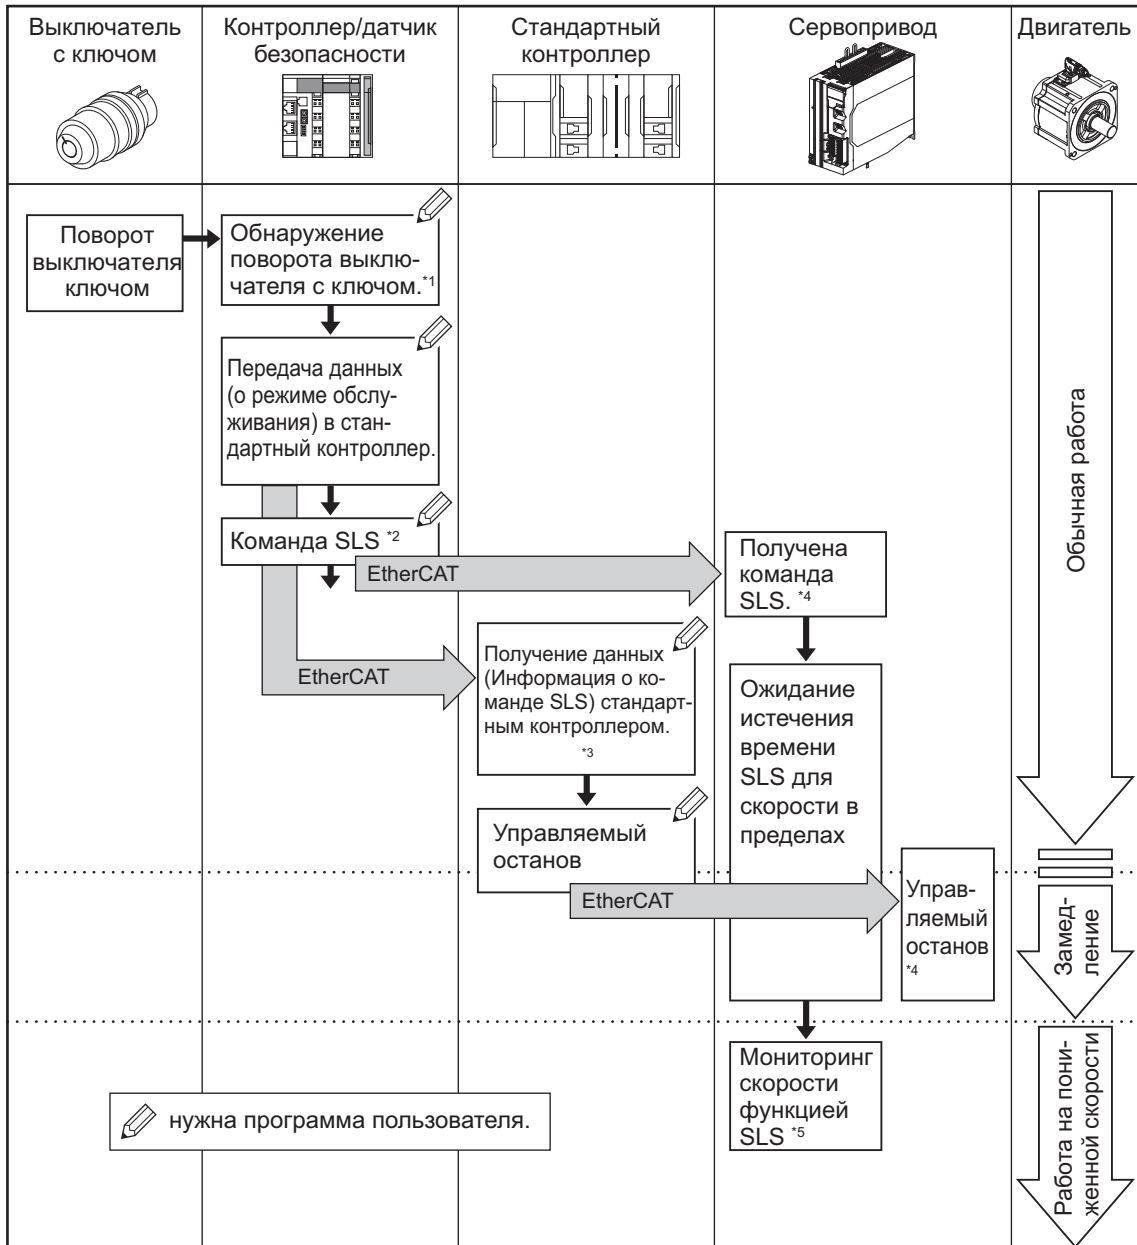 Выключатель
с ключом
Контроллер/датчик
безопасности
Стандартный
контроллер
Сервопривод
Двигатель
Поворот
выключателя
ключом
Обнаружение
поворота выклю-
чателя с ключом.*1
Передача данных
(о режиме обслу-
живания) в стан-
дартный контроллер.
Команда SLS *2
EtherCAT
Получена
команда
SLS. *4
EtherCAT
Получение данных
(Информация о ко-
манде SLS) стандарт-
ным контроллером.
*3
Ожидание
истечения
времени
SLS для
скорости в
пределах
Управляемый
останов
EtherCAT
Управ-
ляемый
останов
*4
Мониторинг
скорости
функцией
SLS *5
Обычная работа
Замед-
ление
Работа на пони-
женной скорости
нужна программа пользователя.